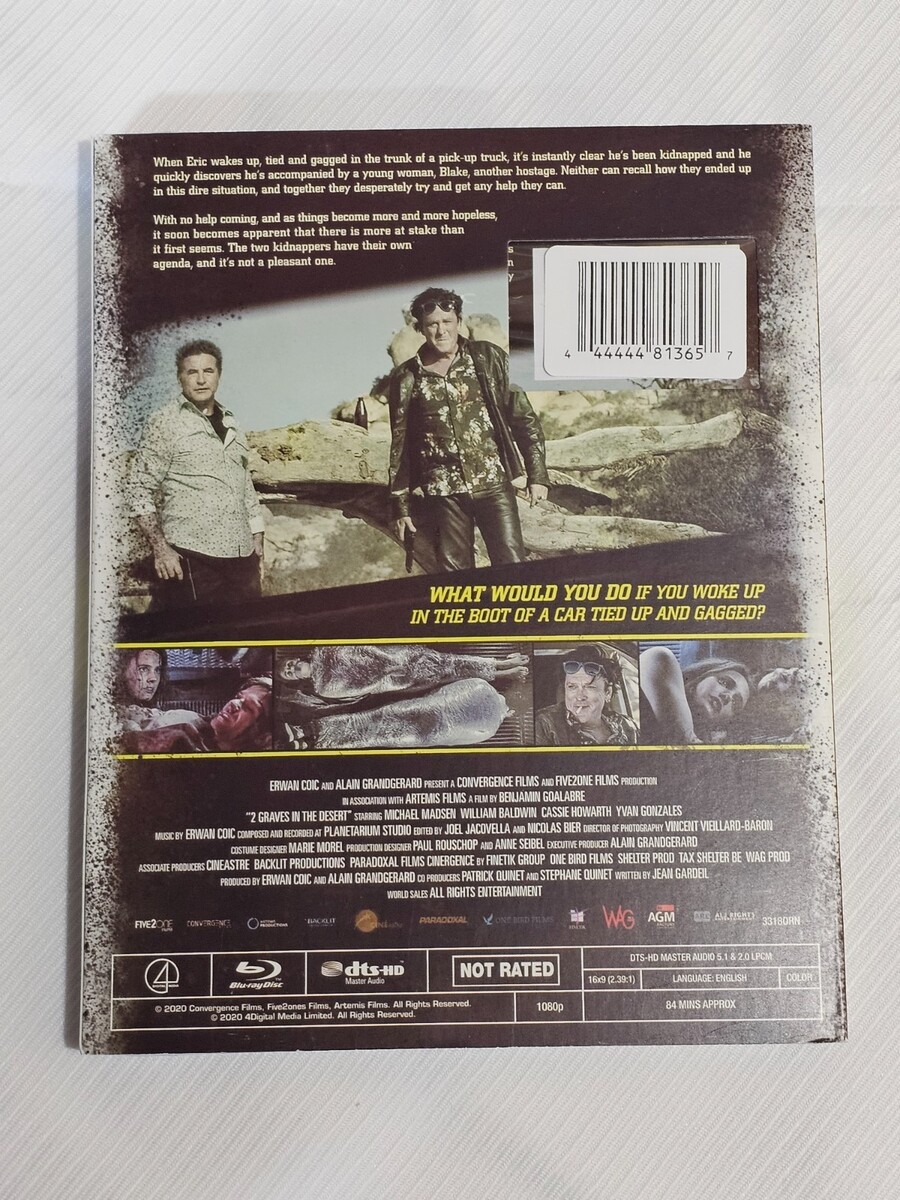 When Eric wakes up, tied and gagged in the trunk of a pick-up truck, it's instantly clear he's been kidnapped and he
quickly discovers he's accompanied by a young woman, Blake, another hostage. Neither can recall how they ended up
in this dire situation, and together they desperately try and get any help they can.
With no help coming, and as things become more and more hopeless,
it soon becomes apparent that there is more at stake than
it first seems. The two kidnappers have their own
agenda, and it's not a pleasant one.
s
n
y
4 44444 81365 7
WHAT WOULD YOU DO IF YOU WOKE UP
IN THE BOOT OF A CAR TIED UP AND GAGGED?
ERWAN COIC AND ALAIN GRANDGERARD PRESENT A CONVERGENCE FILMS AND FIVE2ONE FILMS PRODUCTION
IN ASSOCIATION WITH ARTEMIS FILMS A FILM BY BENJAMIN GOALABRE
"2 GRAVES IN THE DESERT" STARRING MICHAEL MADSEN WILLIAM BALDWIN CASSIE HOWARTH YVAN GONZALES
MUSIC BY ERWAN COIC COMPOSED AND RECORDED AT PLANETARIUM STUDIO EDITED BY JOEL JACOVELLA AND NICOLAS BIER DIRECTOR OF PHOTOGRAPHY VINCENT VIEILLARD-BARON
COSTUME DESIGNER MARIE MOREL PRODUCTION DESIGNER PAUL ROUSCHOP AND ANNE SEIBEL EXECUTIVE PRODUCER ALAIN GRANDGERARD
ASSOCIATE PRODUCERS CINEASTRE BACKLIT PRODUCTIONS PARADOXAL FILMS CINERGENCE BY FINETIK GROUP ONE BIRD FILMS SHELTER PROD TAX SHELTER BE WAG PROD
PRODUCED BY ERWAN COIC AND ALAIN GRANDGERARD CO PRODUCERS PATRICK QUINET AND STEPHANE QUINET WRITTEN BY JEAN GARDEIL
WORLD SALES ALL RIGHTS ENTERTAINMENT
FIVE2ONE FILMS CONVERGENCE PRODUCTIONS BACKLIT PARADOXAL ONE BIRD FILMS WAG AGM ALL RIGHTS 3318DRN
4 DIGITAL MEDIA Blu-ray Disc dts-HD Master Audio NOT RATED
DTS-HD MASTER AUDIO 5.1 & 2.0 LPCM
16x9 (2.39:1) LANGUAGE: ENGLISH COLOR
© 2020 Convergence Films, Five2ones Films, Artemis Films. All Rights Reserved.
© 2020 4Digital Media Limited. All Rights Reserved.
1080p
84 MINS APPROX